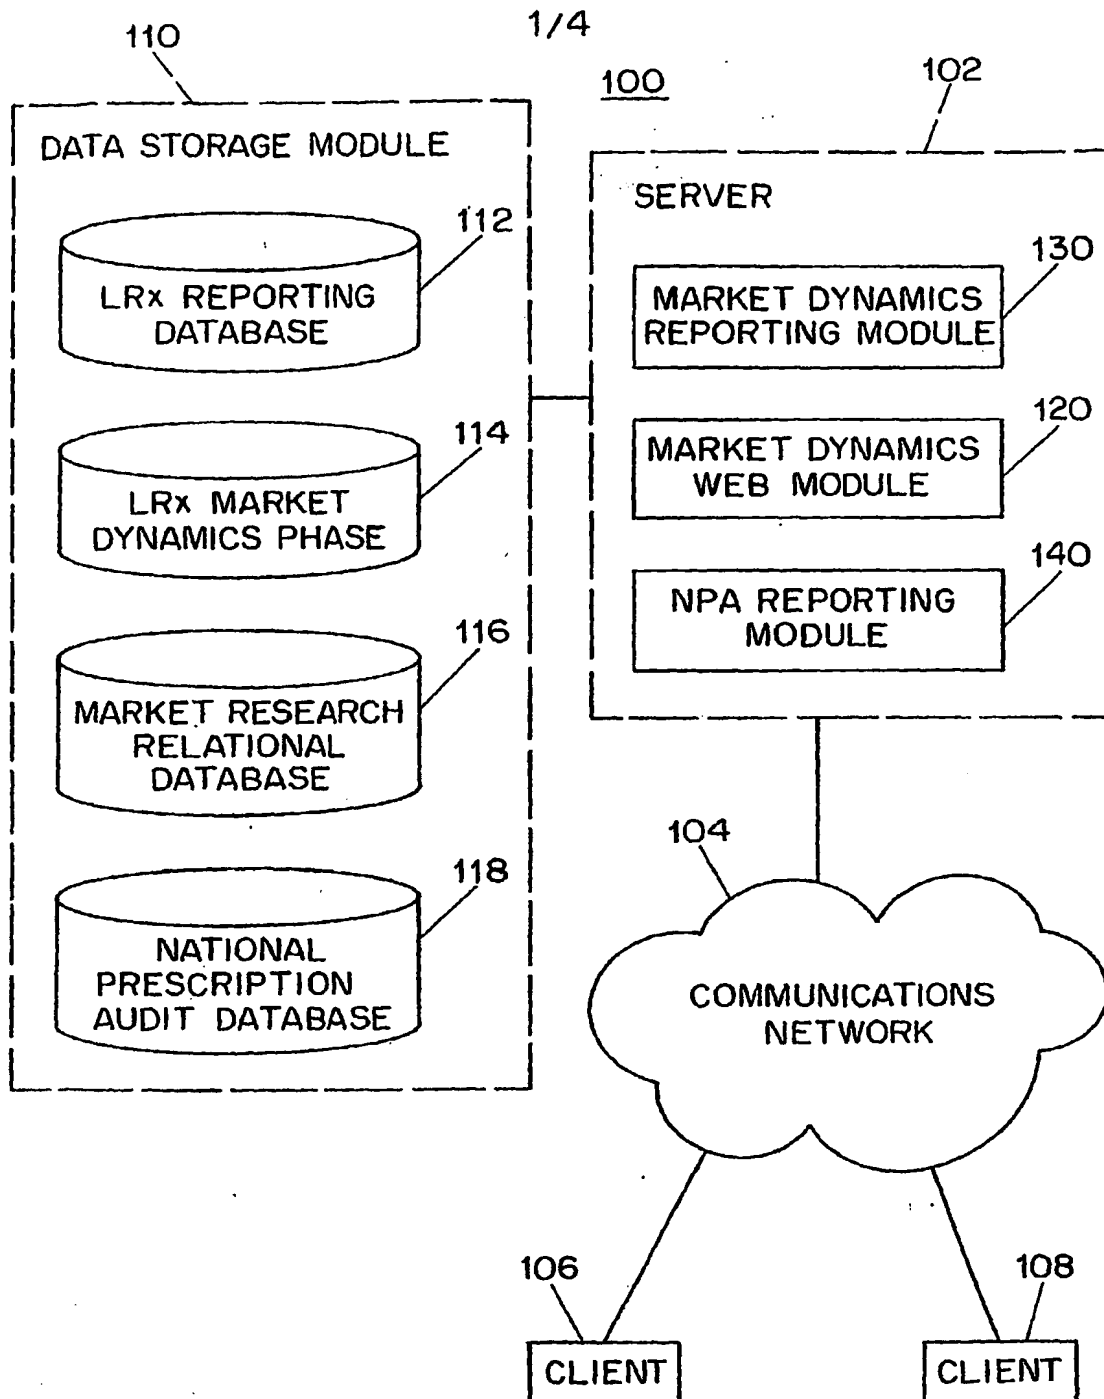 1/4
100
110
DATA STORAGE MODULE
112
LRx REPORTING
DATABASE
114
LRx MARKET
DYNAMICS PHASE
116
MARKET RESEARCH
RELATIONAL
DATABASE
118
NATIONAL
PRESCRIPTION
AUDIT DATABASE
102
SERVER
130
MARKET DYNAMICS
REPORTING MODULE
120
MARKET DYNAMICS
WEB MODULE
140
NPA REPORTING
MODULE
104
COMMUNICATIONS
NETWORK
106
CLIENT
108
CLIENT